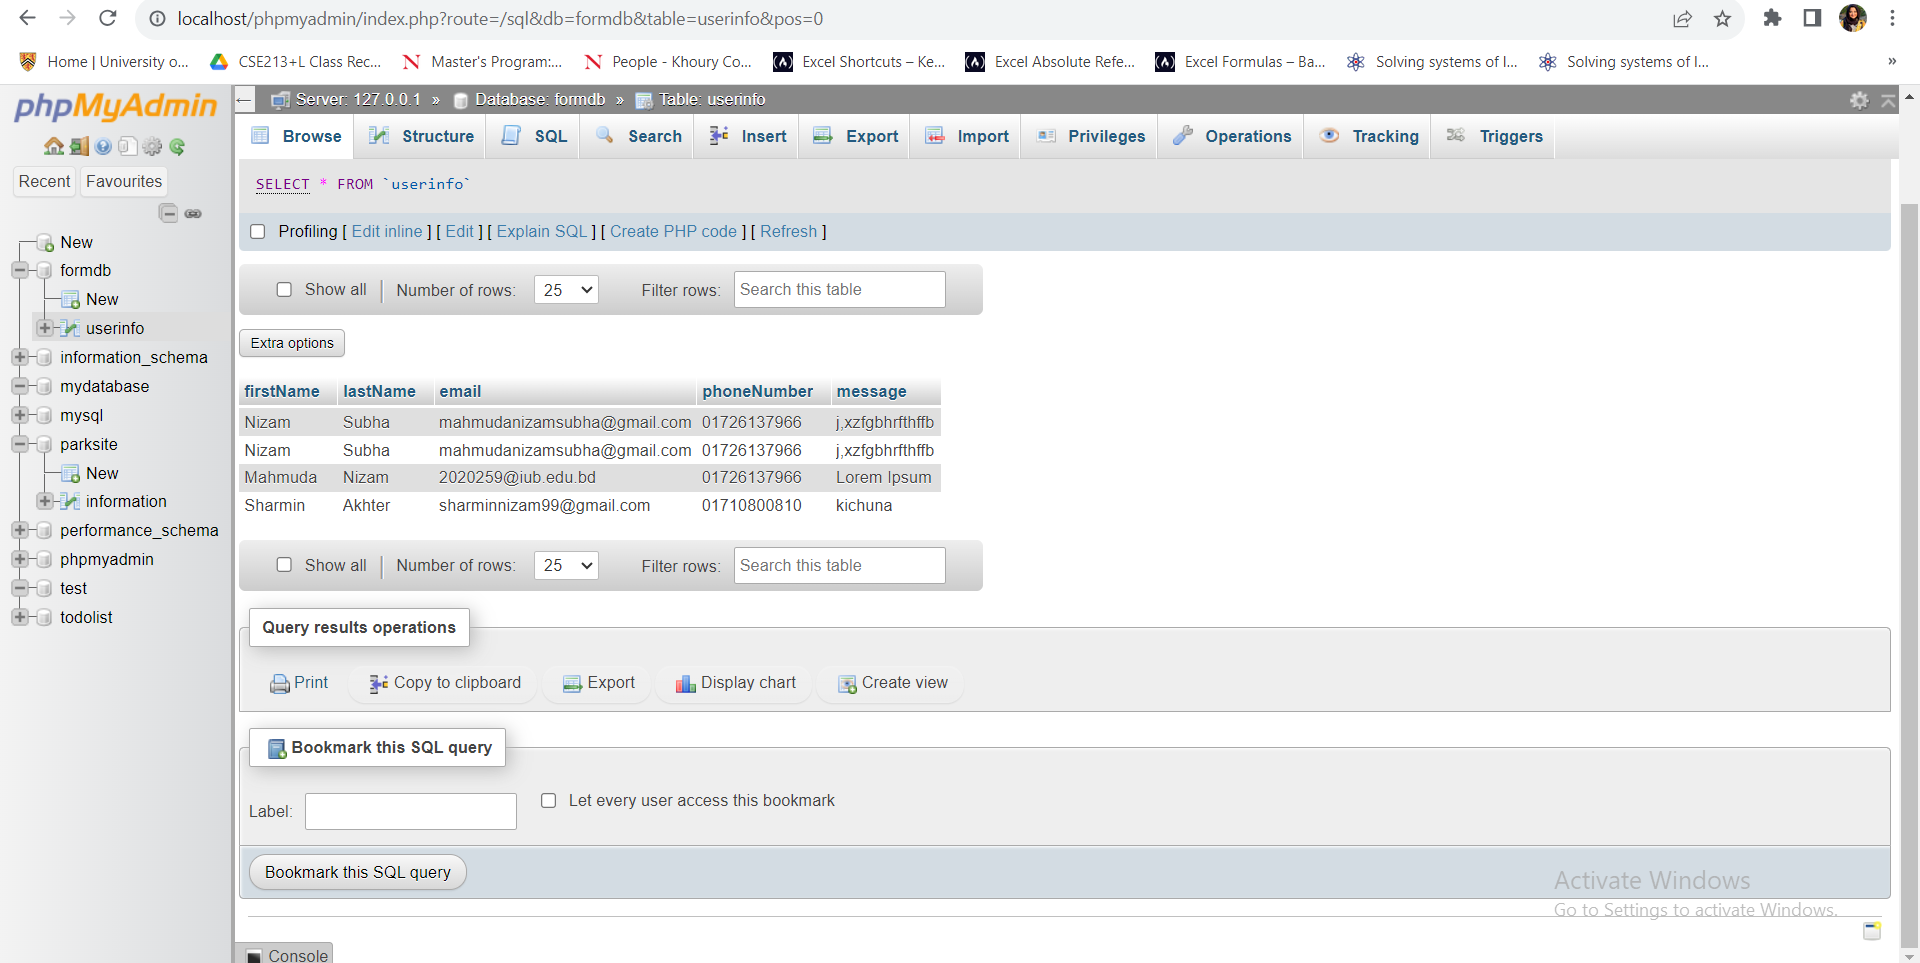 localhost/phpmyadmin/index.php?route=/sql&db=formdb&table=userinfo&pos=0
Home | University o... CSE213+L Class Rec... Master's Program:... People - Khoury Co... Excel Shortcuts – Ke... Excel Absolute Refe... Excel Formulas – Ba... Solving systems of l... Solving systems of l... »
phpMyAdmin
Recent Favourites
New
formdb
New
userinfo
information_schema
mydatabase
mysql
parksite
New
information
performance_schema
phpmyadmin
test
todolist
Server: 127.0.0.1 » Database: formdb » Table: userinfo
Browse Structure SQL Search Insert Export Import Privileges Operations Tracking Triggers
SELECT * FROM `userinfo`
Profiling [ Edit inline ] [ Edit ] [ Explain SQL ] [ Create PHP code ] [ Refresh ]
Show all Number of rows: 25 Filter rows: Search this table
Extra options
firstName lastName email phoneNumber message
Nizam Subha mahmudanizamsubha@gmail.com 01726137966 j,xzfgbhrfthffb
Nizam Subha mahmudanizamsubha@gmail.com 01726137966 j,xzfgbhrfthffb
Mahmuda Nizam 2020259@iub.edu.bd 01726137966 Lorem Ipsum
Sharmin Akhter sharminnizam99@gmail.com 01710800810 kichuna
Show all Number of rows: 25 Filter rows: Search this table
Query results operations
Print Copy to clipboard Export Display chart Create view
Bookmark this SQL query
Label: Let every user access this bookmark
Bookmark this SQL query
Activate Windows
Go to Settings to activate Windows.
Console